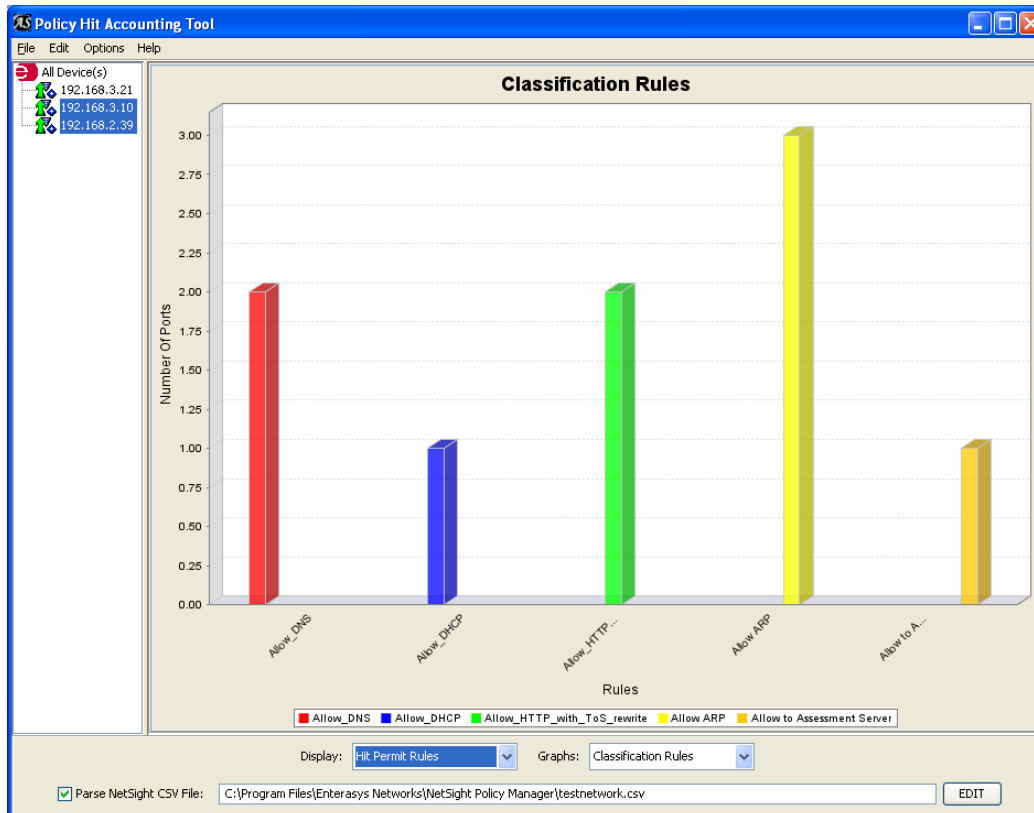 Policy Hit Accounting Tool
File Edit Options Help
All Device(s)
192.168.3.21
192.168.3.10
192.168.2.39
Classification Rules
Number Of Ports
3.00
2.75
2.50
2.25
2.00
1.75
1.50
1.25
1.00
0.75
0.50
0.25
0.00
Allow_DNS
Allow_DHCP
Allow_HTTP...
Allow ARP
Allow to A...
Rules
Allow_DNS Allow_DHCP Allow_HTTP_with_ToS_rewrite Allow ARP Allow to Assessment Server
Display: Hit Permit Rules Graphs: Classification Rules
Parse NetSight CSV File: C:\Program Files\Enterasys Networks\NetSight Policy Manager\testnetwork.csv EDIT